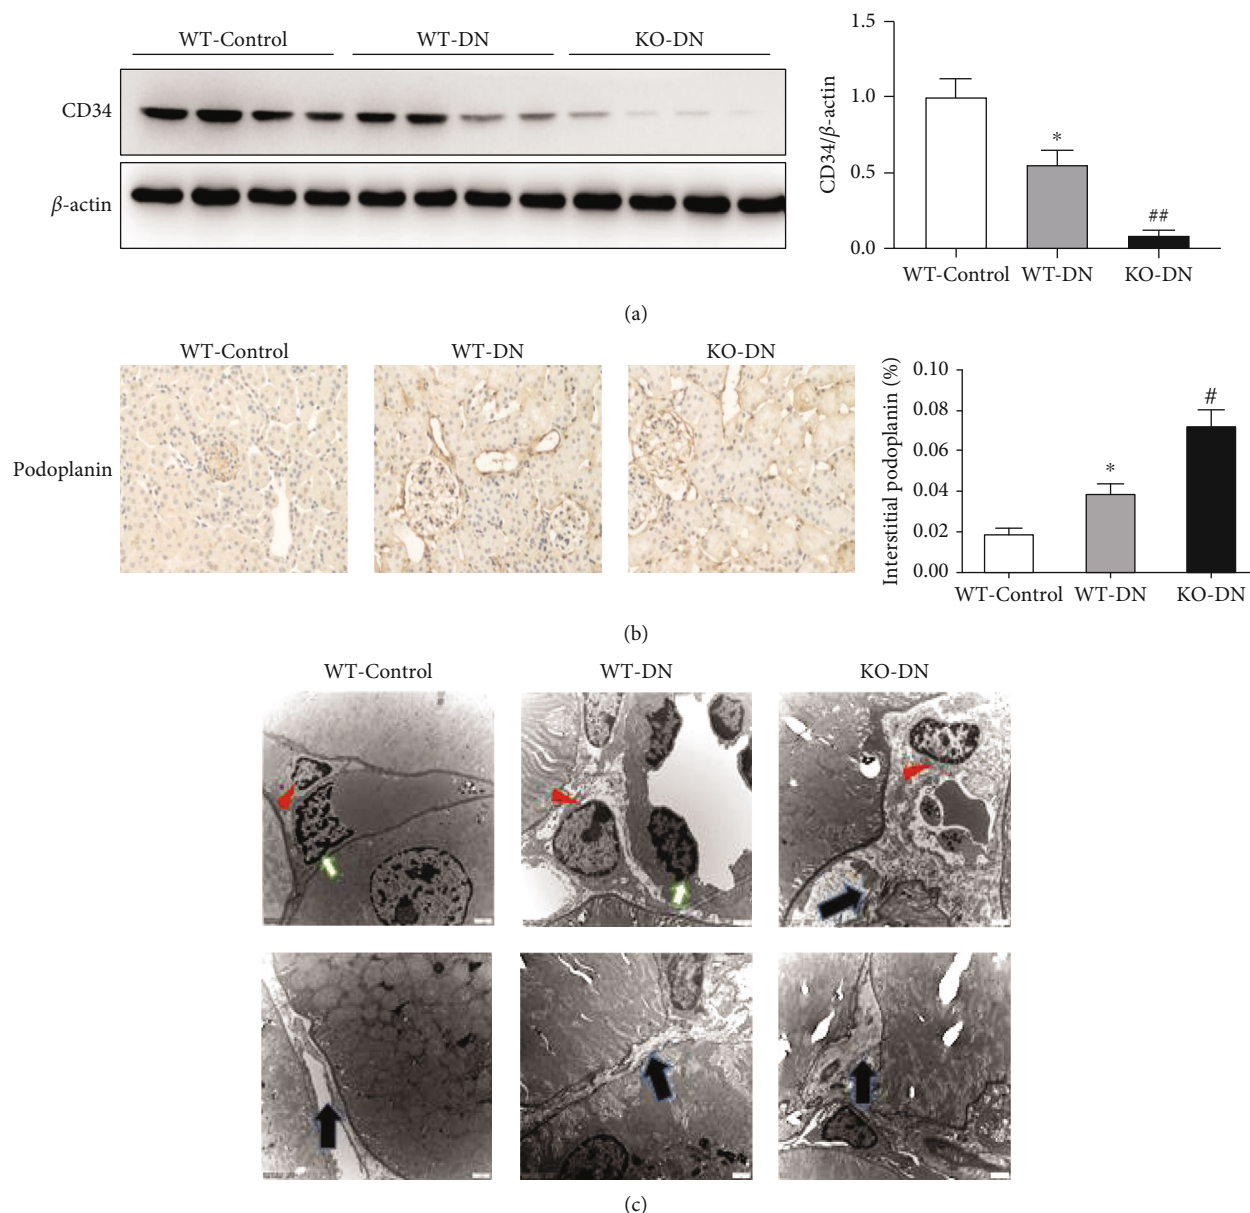 WT-Control WT-DN KO-DN
CD34
β-actin
CD34/β-actin
1.5
1.0
0.5
0.0
*
##
WT-Control WT-DN KO-DN
(a)
WT-Control WT-DN KO-DN
Podoplanin
Interstitial podoplanin (%)
0.10
0.08
0.06
0.04
0.02
0.00
*
#
WT-Control WT-DN KO-DN
(b)
WT-Control WT-DN KO-DN
(c)